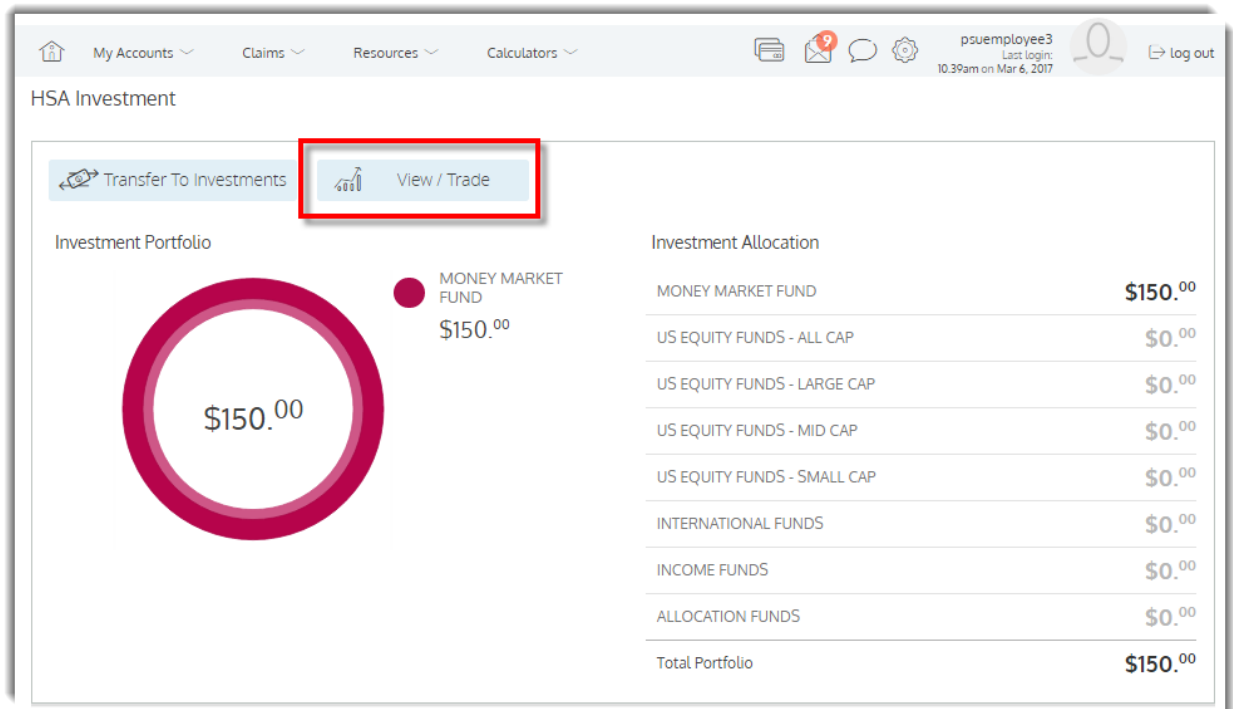 My Accounts
Claims
Resources
Calculators
9
psuemployee3
Last login:
10.39am on Mar 6, 2017
log out
HSA Investment
Transfer To Investments
View / Trade
Investment Portfolio
MONEY MARKET
FUND
$150.00
$150.00
Investment Allocation
MONEY MARKET FUND $150.00
US EQUITY FUNDS - ALL CAP $0.00
US EQUITY FUNDS - LARGE CAP $0.00
US EQUITY FUNDS - MID CAP $0.00
US EQUITY FUNDS - SMALL CAP $0.00
INTERNATIONAL FUNDS $0.00
INCOME FUNDS $0.00
ALLOCATION FUNDS $0.00
Total Portfolio $150.00